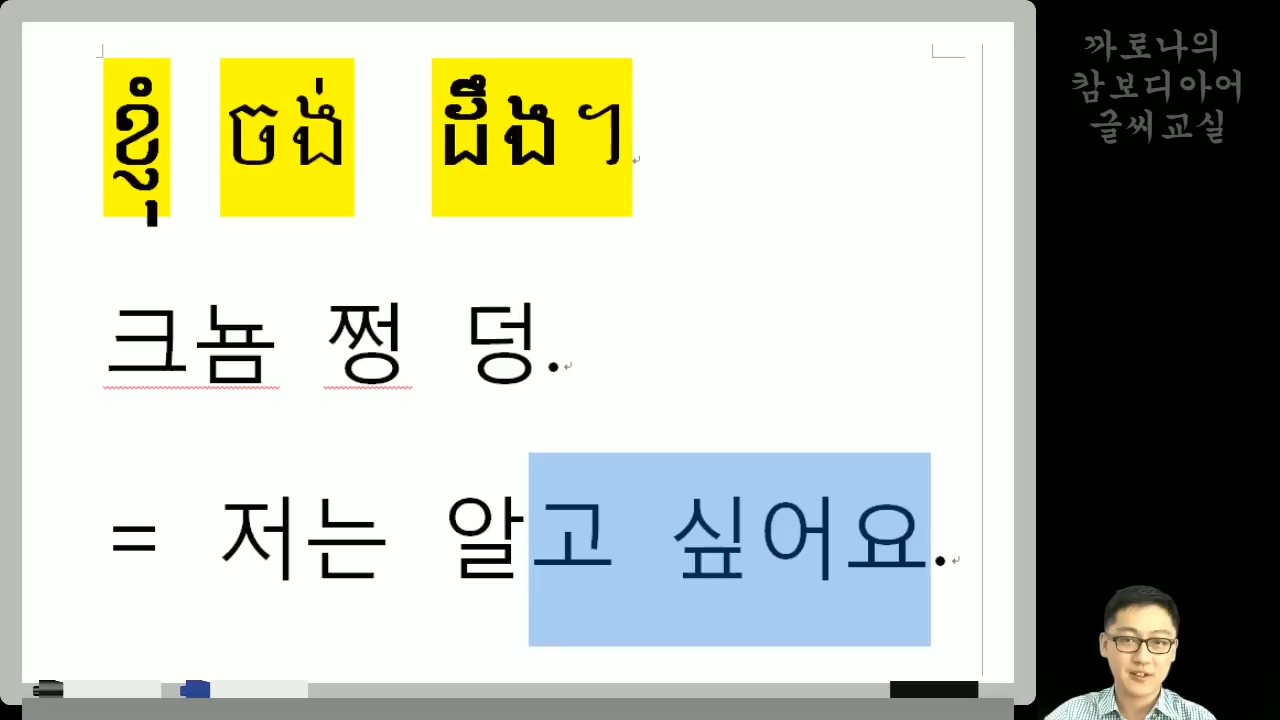 ខ្ញុំ ចង់ ដឹង។
크뇸 쩡 덩.
= 저는 알고 싶어요.
까로나의
캄보디아어
글씨교실